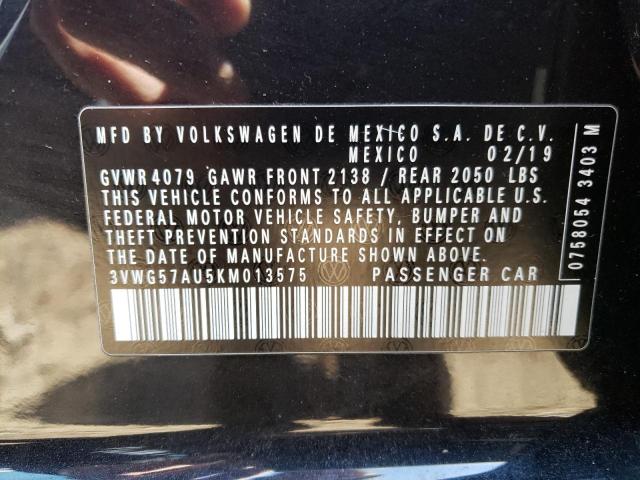 MFD BY VOLKSWAGEN DE MEXICO S.A. DE C.V.
MEXICO 02/19
GVWR 4079 GAWR FRONT 2138 / REAR 2050 LBS
THIS VEHICLE CONFORMS TO ALL APPLICABLE U.S.
FEDERAL MOTOR VEHICLE SAFETY, BUMPER AND
THEFT PREVENTION STANDARDS IN EFFECT ON
THE DATE OF MANUFACTURE SHOWN ABOVE.
3VWG57AU5KM013575 PASSENGER CAR
0758054 3403 M